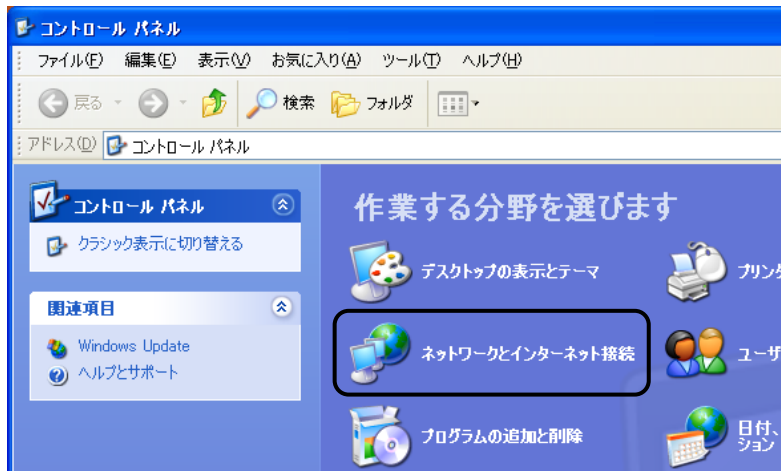 コントロール パネル
ファイル(F) 編集(E) 表示(V) お気に入り(A) ツール(T) ヘルプ(H)
戻る 検索 フォルダ
アドレス(D) コントロール パネル
コントロール パネル
クラシック表示に切り替える
関連項目
Windows Update
ヘルプとサポート
作業する分野を選びます
デスクトップの表示とテーマ
プリンタ
ネットワークとインターネット接続
ユーザ
プログラムの追加と削除
日付、
ション